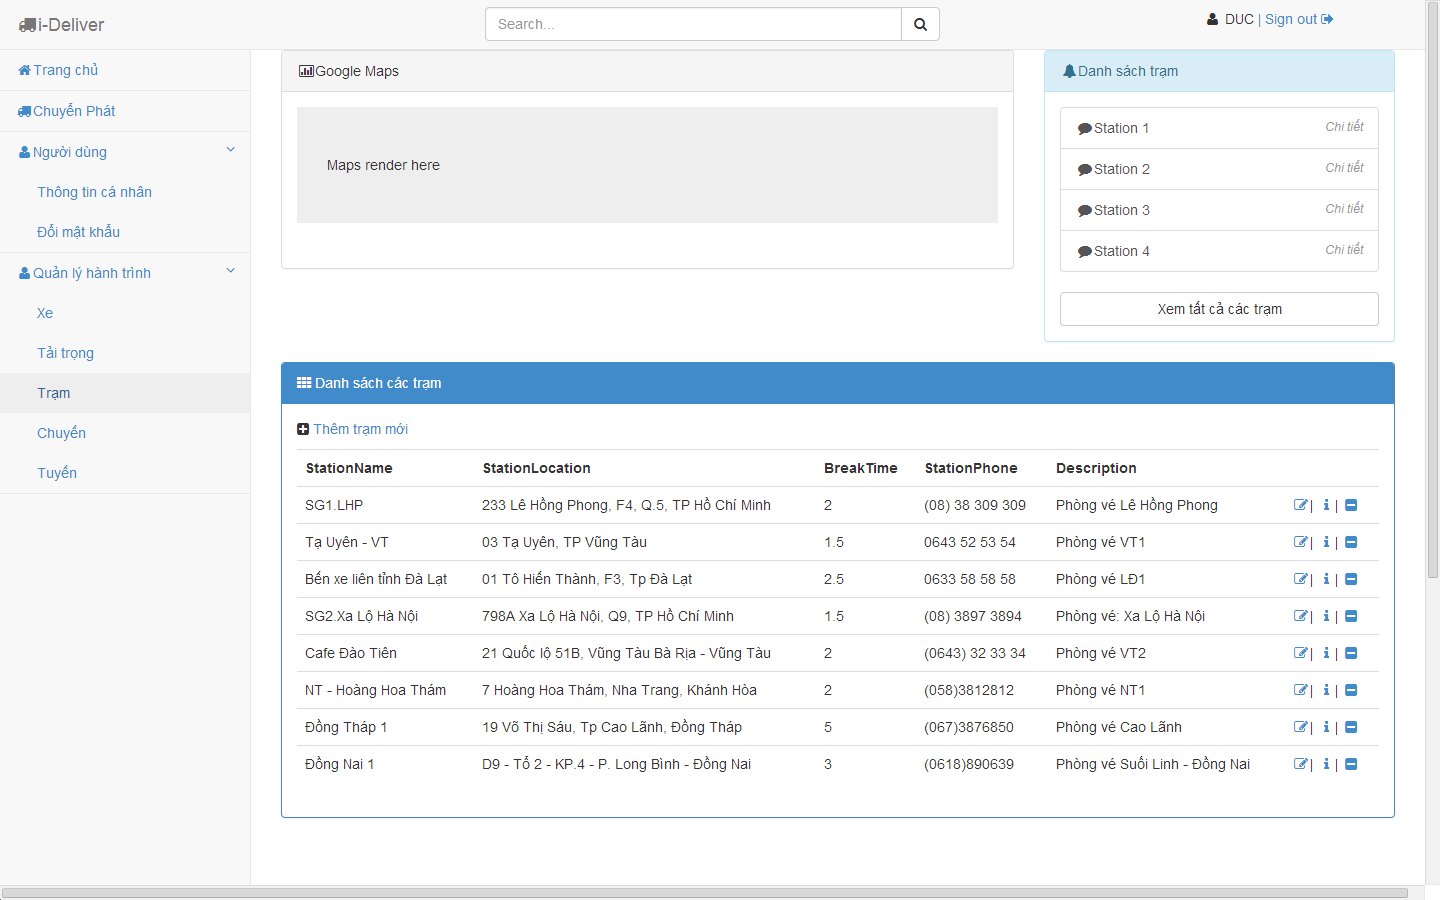 i-Deliver
Search...
DUC | Sign out
Trang chủ
Chuyển Phát
Người dùng
Thông tin cá nhân
Đổi mật khẩu
Quản lý hành trình
Xe
Tải trọng
Trạm
Chuyến
Tuyến
Google Maps
Maps render here
Danh sách trạm
Station 1 Chi tiết
Station 2 Chi tiết
Station 3 Chi tiết
Station 4 Chi tiết
Xem tất cả các trạm
Danh sách các trạm
Thêm trạm mới
StationName StationLocation BreakTime StationPhone Description
SG1.LHP 233 Lê Hồng Phong, F4, Q.5, TP Hồ Chí Minh 2 (08) 38 309 309 Phòng vé Lê Hồng Phong | |
Tạ Uyên - VT 03 Tạ Uyên, TP Vũng Tàu 1.5 0643 52 53 54 Phòng vé VT1 | |
Bến xe liên tỉnh Đà Lạt 01 Tô Hiến Thành, F3, Tp Đà Lạt 2.5 0633 58 58 58 Phòng vé LĐ1 | |
SG2.Xa Lộ Hà Nội 798A Xa Lộ Hà Nội, Q9, TP Hồ Chí Minh 1.5 (08) 3897 3894 Phòng vé: Xa Lộ Hà Nội | |
Cafe Đào Tiên 21 Quốc lộ 51B, Vũng Tàu Bà Rịa - Vũng Tàu 2 (0643) 32 33 34 Phòng vé VT2 | |
NT - Hoàng Hoa Thám 7 Hoàng Hoa Thám, Nha Trang, Khánh Hòa 2 (058)3812812 Phòng vé NT1 | |
Đồng Tháp 1 19 Võ Thị Sáu, Tp Cao Lãnh, Đồng Tháp 5 (067)3876850 Phòng vé Cao Lãnh | |
Đồng Nai 1 D9 - Tổ 2 - KP.4 - P. Long Bình - Đồng Nai 3 (0618)890639 Phòng vé Suối Linh - Đồng Nai | |